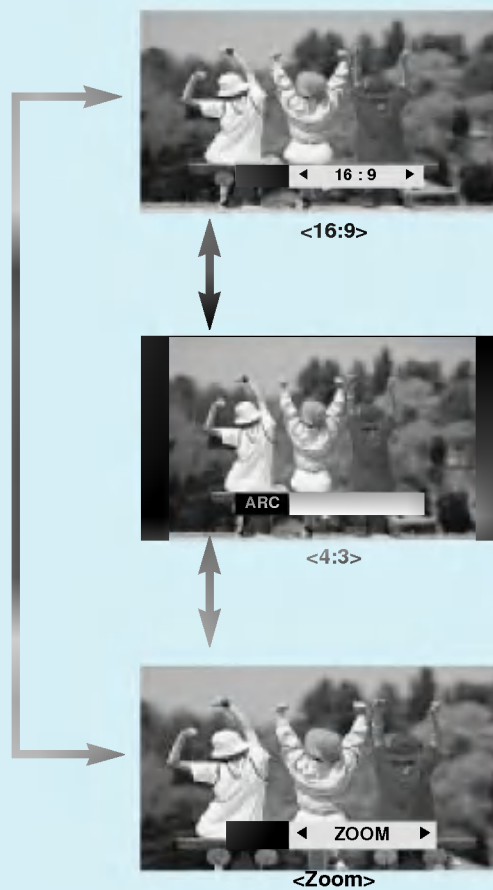 ◄ 16 : 9 ►
<16:9>
ARC
<4:3>
◄ ZOOM ►
<Zoom>